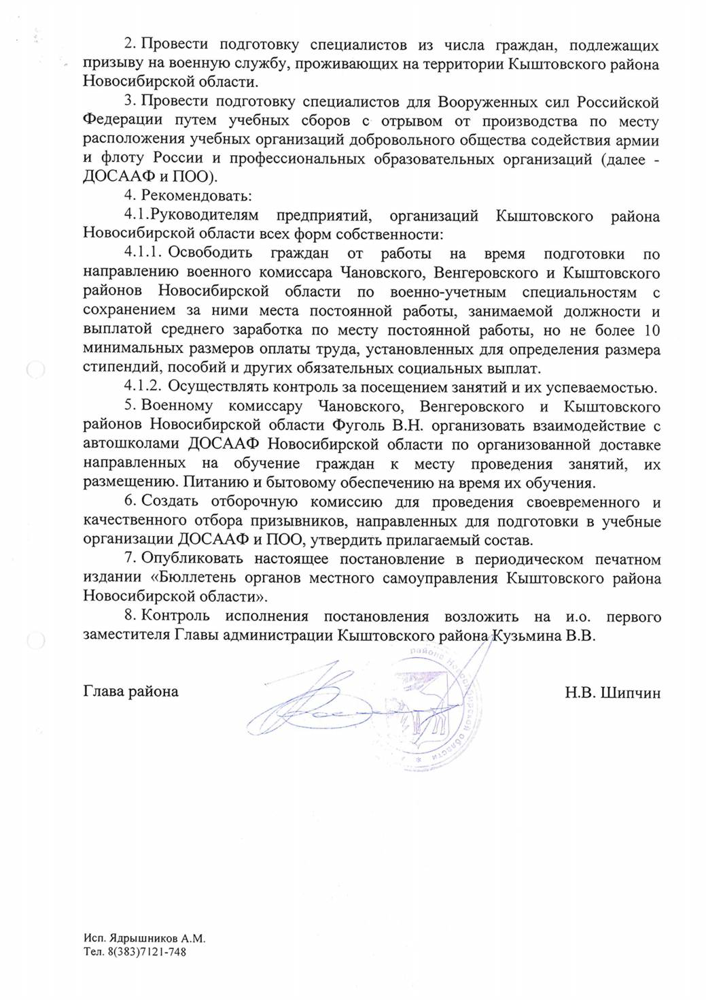 2. Провести подготовку специалистов из числа граждан, подлежащих
призыву на военную службу, проживающих на территории Кыштовского района
Новосибирской области.
3. Провести подготовку специалистов для Вооруженных сил Российской
Федерации путем учебных сборов с отрывом от производства по месту
расположения учебных организаций добровольного общества содействия армии
и флоту России и профессиональных образовательных организаций (далее -
ДОСААФ и ПОО).
4. Рекомендовать:
4.1.Руководителям предприятий, организаций Кыштовского района
Новосибирской области всех форм собственности:
4.1.1. Освободить граждан от работы на время подготовки по
направлению военного комиссара Чановского, Венгеровского и Кыштовского
районов Новосибирской области по военно-учетным специальностям с
сохранением за ними места постоянной работы, занимаемой должности и
выплатой среднего заработка по месту постоянной работы, но не более 10
минимальных размеров оплаты труда, установленных для определения размера
стипендий, пособий и других обязательных социальных выплат.
4.1.2. Осуществлять контроль за посещением занятий и их успеваемостью.
5. Военному комиссару Чановского, Венгеровского и Кыштовского
районов Новосибирской области Фуголь В.Н. организовать взаимодействие с
автошколами ДОСААФ Новосибирской области по организованной доставке
направленных на обучение граждан к месту проведения занятий, их
размещению. Питанию и бытовому обеспечению на время их обучения.
6. Создать отборочную комиссию для проведения своевременного и
качественного отбора призывников, направленных для подготовки в учебные
организации ДОСААФ и ПОО, утвердить прилагаемый состав.
7. Опубликовать настоящее постановление в периодическом печатном
издании «Бюллетень органов местного самоуправления Кыштовского района
Новосибирской области».
8. Контроль исполнения постановления возложить на и.о. первого
заместителя Главы администрации Кыштовского района Кузьмина В.В.
района Новосибирской области *
Глава района
Н.В. Шипчин
Исп. Ядрышников А.М.
Тел. 8(383)7121-748